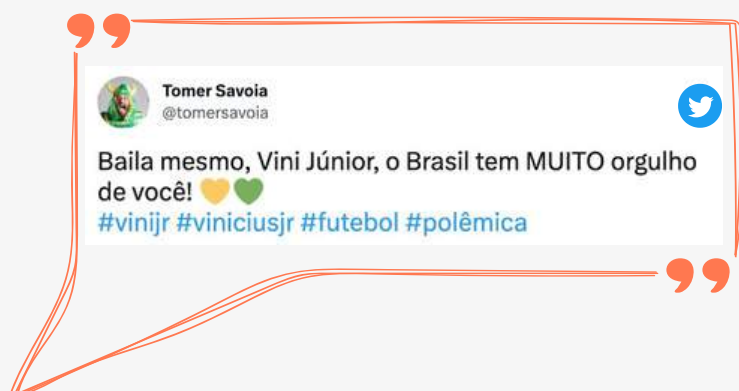 Tomer Savoia
@tomersavoia
Baila mesmo, Vini Júnior, o Brasil tem MUITO orgulho
de você! 💛💚
#vinijr #viniciusjr #futebol #polêmica